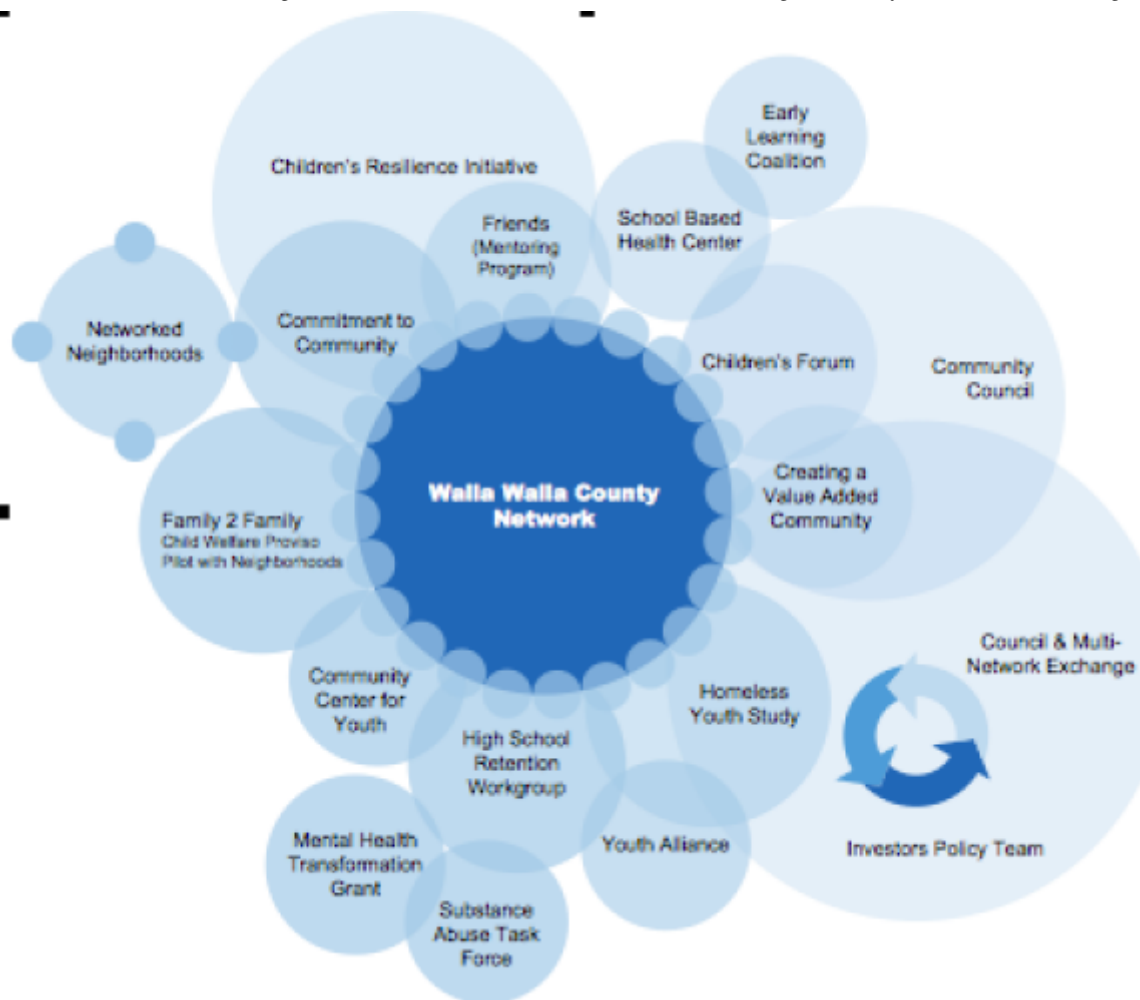 Early
Learning
Coalition
Children's Resilience Initiative
Friends
(Mentoring
Program)
School Based
Health Center
Networked
Neighborhoods
Commitment to
Community
Children's Forum
Community
Council
Creating a
Value Added
Community
Walla Walla County
Network
Family 2 Family
Child Welfare Proviso
Pilot with Neighborhoods
Council & Multi-
Network Exchange
Community
Center for
Youth
Homeless
Youth Study
High School
Retention
Workgroup
Mental Health
Transformation
Grant
Youth Alliance
Investors Policy Team
Substance
Abuse Task
Force